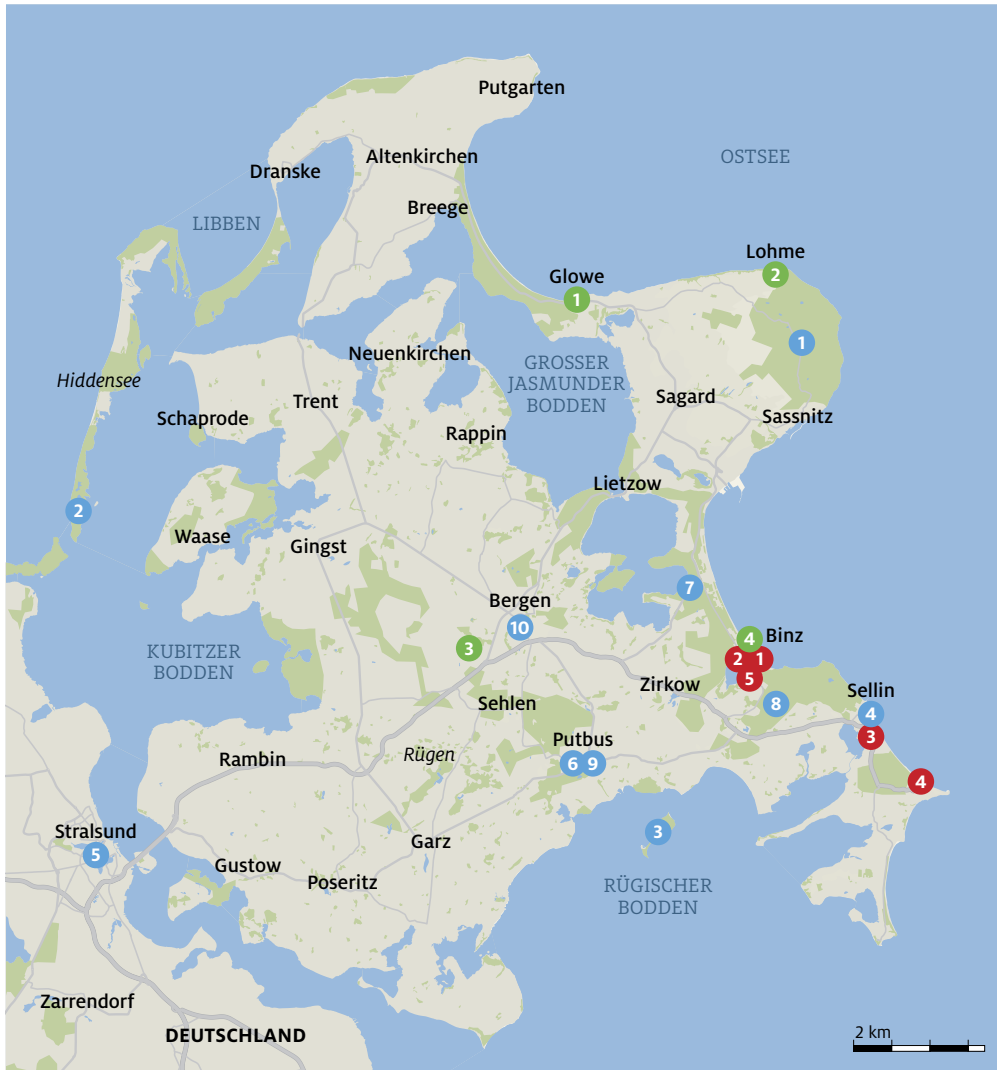 Putgarten
Altenkirchen
OSTSEE
Dranske
Breege
LIBBEN
Lohme
2
Glowe
1
1
Neuenkirchen
GROSSER
JASMUNDER
BODDEN
Hiddensee
Trent
Sagard
Schaprode
Sassnitz
Rappin
Lietzow
2
Waase
Gingst
7
Bergen
10
4
Binz
3
KUBITZER
BODDEN
2
1
5
Zirkow
Sellin
8
4
3
Sehlen
Putbus
6
9
Rügen
Rambin
4
Stralsund
5
3
Garz
Gustow
Poseritz
RÜGISCHER
BODDEN
Zarrendorf
DEUTSCHLAND
2 km